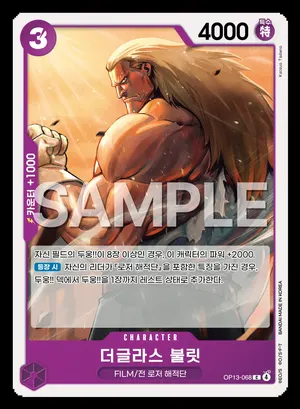 3
4000
특수
特
카운터 +1000
SAMPLE
자신 필드의 두웅!!이 8장 이상인 경우, 이 캐릭터의 파워 +2000.
등장 시 자신의 리더가 『로저 해적단』을 포함한 특징을 가진 경우,
두웅!! 덱에서 두웅!!을 1장까지 레스트 상태로 추가한다.
CHARACTER
더글라스 불릿
FILM/전 로저 해적단
OP13-068
BANDAI MADE IN KOREA